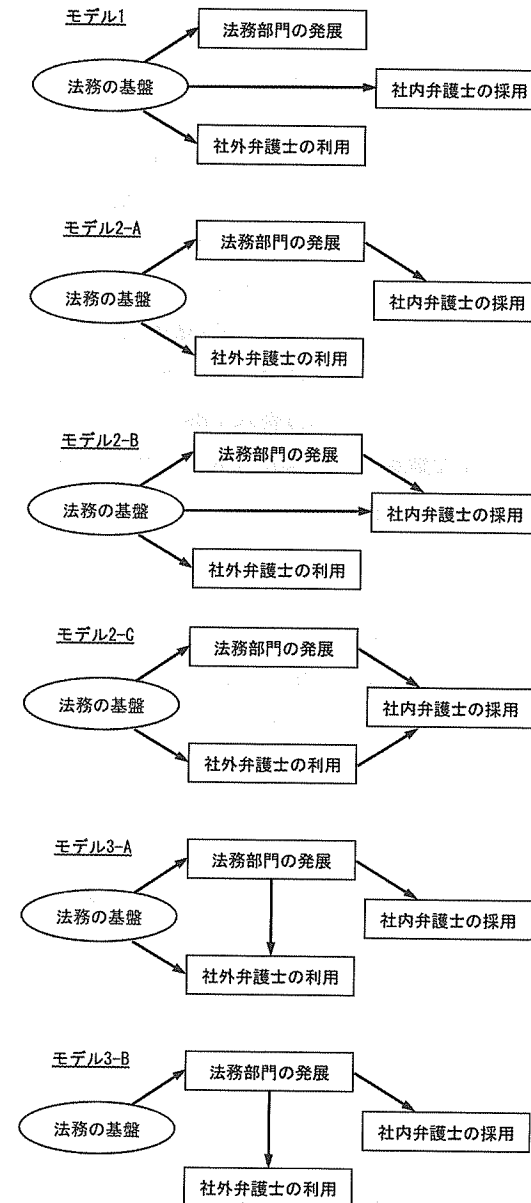 モデル1
法務部門の発展
法務の基盤
社内弁護士の採用
社外弁護士の利用
モデル2-A
法務部門の発展
法務の基盤
社内弁護士の採用
社外弁護士の利用
モデル2-B
法務部門の発展
法務の基盤
社内弁護士の採用
社外弁護士の利用
モデル2-C
法務部門の発展
法務の基盤
社内弁護士の採用
社外弁護士の利用
モデル3-A
法務部門の発展
法務の基盤
社内弁護士の採用
社外弁護士の利用
モデル3-B
法務部門の発展
法務の基盤
社内弁護士の採用
社外弁護士の利用